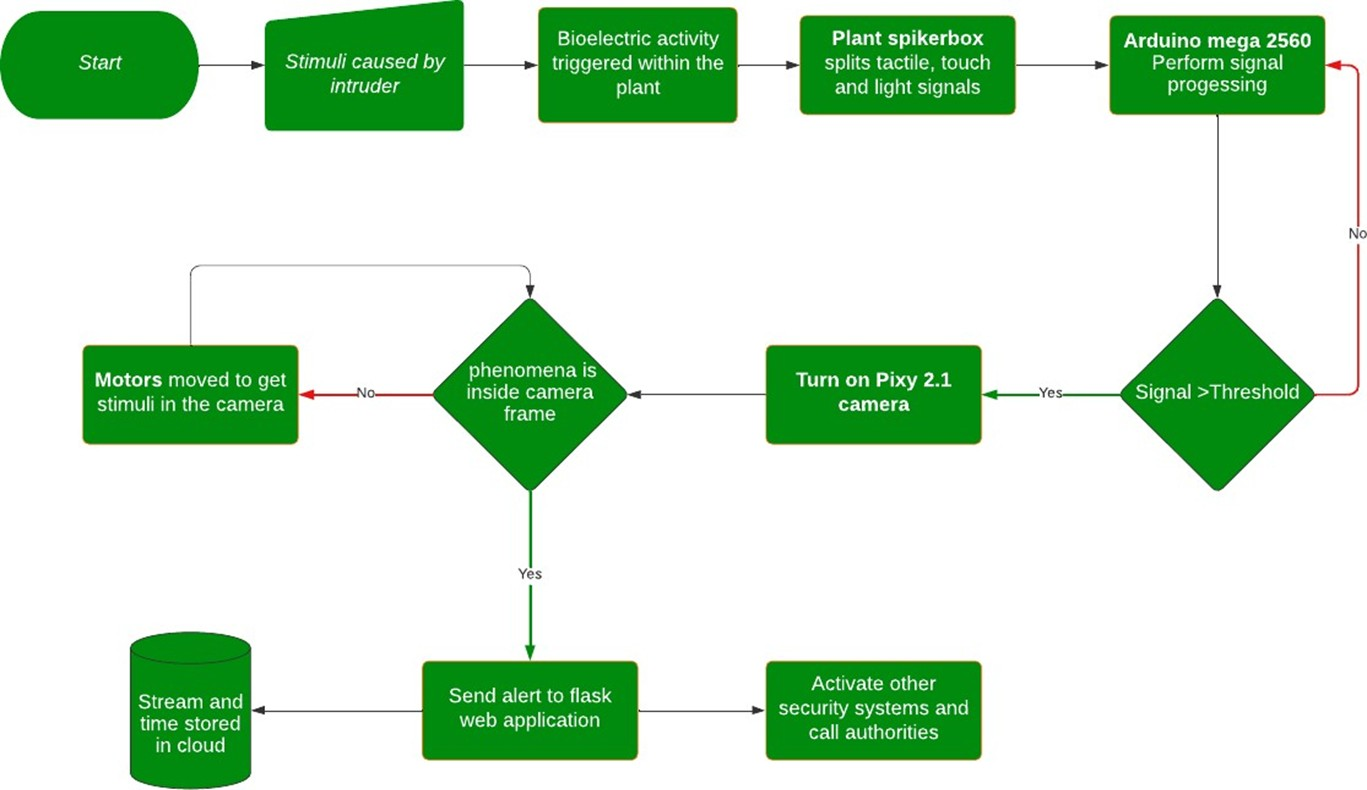 Start
Stimuli caused by
intruder
Bioelectric activity
triggered within the
plant
Plant spikerbox
splits tactile, touch
and light signals
Arduino mega 2560
Perform signal
progessing
No
Signal >Threshold
Yes
Turn on Pixy 2.1
camera
phenomena is
inside camera
frame
No
Motors moved to get
stimuli in the camera
Yes
Send alert to flask
web application
Stream and
time stored
in cloud
Activate other
security systems and
call authorities